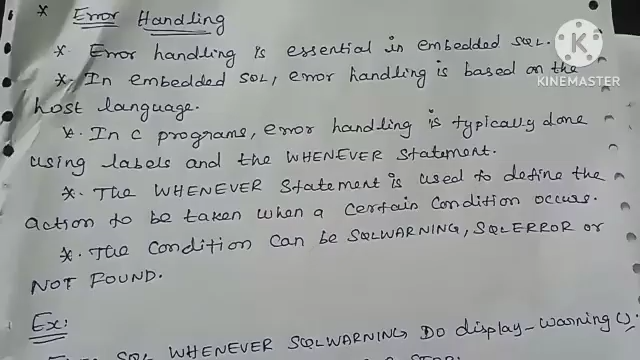 * Error Handling
*. Error handling is essential in embedded SQL.
*. In embedded SQL, error handling is based on the
host language.
*. In C programs, error handling is typically done
using labels and the WHENEVER statement.
*. The WHENEVER statement is used to define the
action to be taken when a certain condition occurs.
*. The condition can be SQLWARNING, SQLERROR or
NOT FOUND.
Ex:
SQL WHENEVER SQLWARNING DO display-warning().
KINEMASTER